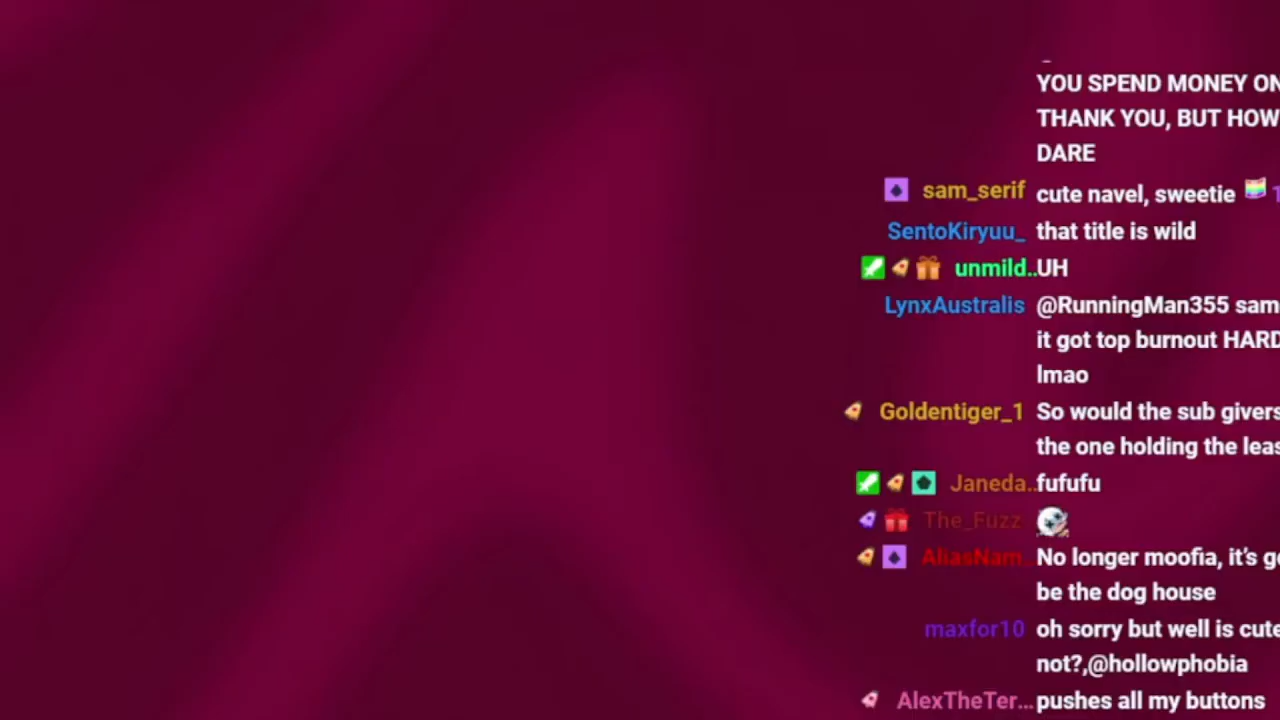 YOU SPEND MONEY ON
THANK YOU, BUT HOW
DARE
sam_serif cute navel, sweetie 1
SentoKiryuu_ that title is wild
unmild.. UH
LynxAustralis @RunningMan355 sam
it got top burnout HARD
lmao
Goldentiger_1 So would the sub givers
the one holding the leas
Janeda.. fufufu
The_Fuzz
AliasNam.. No longer moofia, it's g
be the dog house
maxfor10 oh sorry but well is cute
not?,@hollowphobia
AlexTheTer... pushes all my buttons